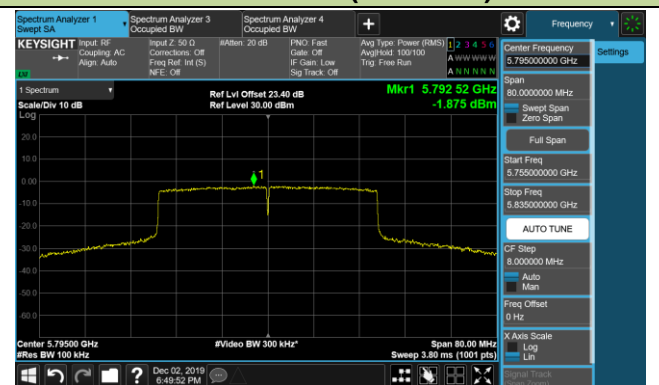 Spectrum Analyzer 1
Swept SA
Spectrum Analyzer 3
Occupied BW
Spectrum Analyzer 4
Occupied BW
+
Frequency
KEYSIGHT
Input: RF
Coupling: AC
Align: Auto
Input Z: 50 Ω
Corrections: Off
Freq Ref: Int (S)
NFE: Off
#Atten: 20 dB
PNO: Fast
Gate: Off
IF Gain: Low
Sig Track: Off
Avg Type: Power (RMS)
Avg|Hold: 100/100
Trig: Free Run
1 2 3 4 5 6
A W W W W W
A N N N N N
1 Spectrum
Scale/Div 10 dB
Log
Ref Lvl Offset 23.40 dB
Ref Level 30.00 dBm
Mkr1 5.792 52 GHz
-1.875 dBm
1
20.0
10.0
0.00
-10.0
-20.0
-30.0
-40.0
-50.0
-60.0
Center 5.79500 GHz
#Res BW 100 kHz
#Video BW 300 kHz*
Span 80.00 MHz
Sweep 3.80 ms (1001 pts)
Dec 02, 2019
6:49:52 PM
Center Frequency
5.795000000 GHz
Settings
Span
80.0000000 MHz
Swept Span
Zero Span
Full Span
Start Freq
5.755000000 GHz
Stop Freq
5.835000000 GHz
AUTO TUNE
CF Step
8.000000 MHz
Auto
Man
Freq Offset
0 Hz
X Axis Scale
Log
Lin
Signal Track
(Span Zoom)